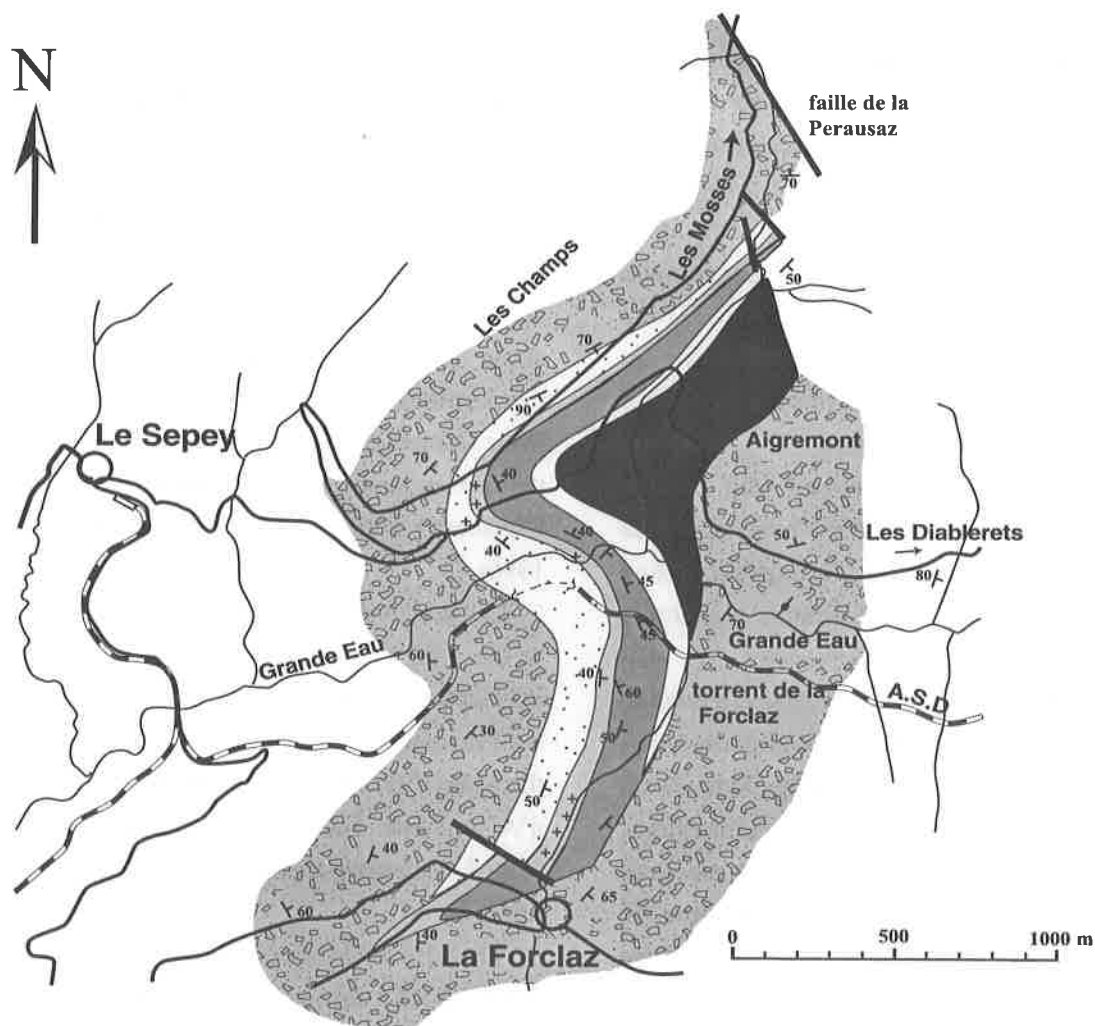 N
faille de la
Perausaz
70
Les Mosses
50
Les Champs
70
90
Le Sepey
70
40
Aigremont
40
40
50
Les Diablerets
80
45
70
Grande Eau
60
Grande Eau
45
40
60
torrent de la
Forclaz
A.S.D
30
50
50
40
60
65
40
La Forclaz
0
500
1000 m